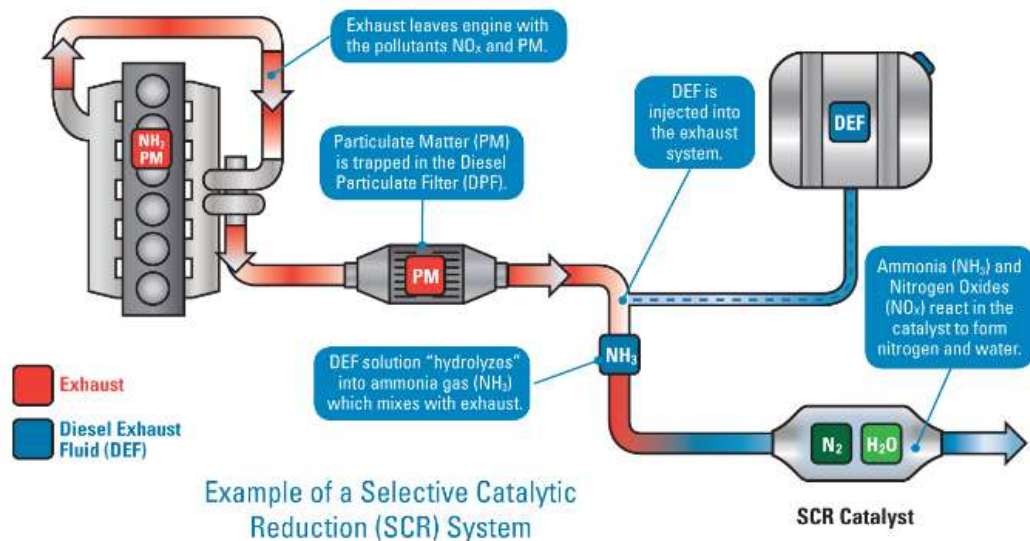 Exhaust leaves engine with
the pollutants NOx and PM.
NH₂
PM
Particulate Matter (PM)
is trapped in the Diesel
Particulate Filter (DPF).
PM
DEF is
injected into
the exhaust
system.
DEF
Ammonia (NH₃) and
Nitrogen Oxides
(NOx) react in the
catalyst to form
nitrogen and water.
DEF solution “hydrolyzes”
into ammonia gas (NH₃)
which mixes with exhaust.
NH₃
Exhaust
Diesel Exhaust
Fluid (DEF)
N₂
H₂O
SCR Catalyst
Example of a Selective Catalytic
Reduction (SCR) System